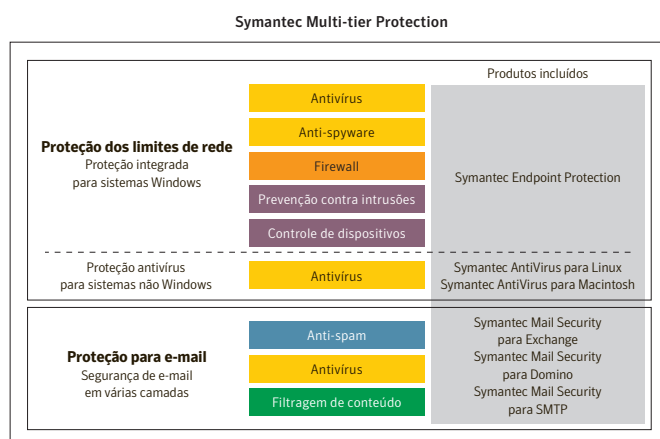 Symantec Multi-tier Protection
Produtos incluídos
Proteção dos limites de rede
Proteção integrada
para sistemas Windows
Antivírus
Anti-spyware
Firewall
Prevenção contra intrusões
Controle de dispositivos
Symantec Endpoint Protection
Proteção antivírus
para sistemas não Windows
Antivírus
Symantec AntiVirus para Linux
Symantec AntiVirus para Macintosh
Proteção para e-mail
Segurança de e-mail
em várias camadas
Anti-spam
Antivírus
Filtragem de conteúdo
Symantec Mail Security
para Exchange
Symantec Mail Security
para Domino
Symantec Mail Security
para SMTP